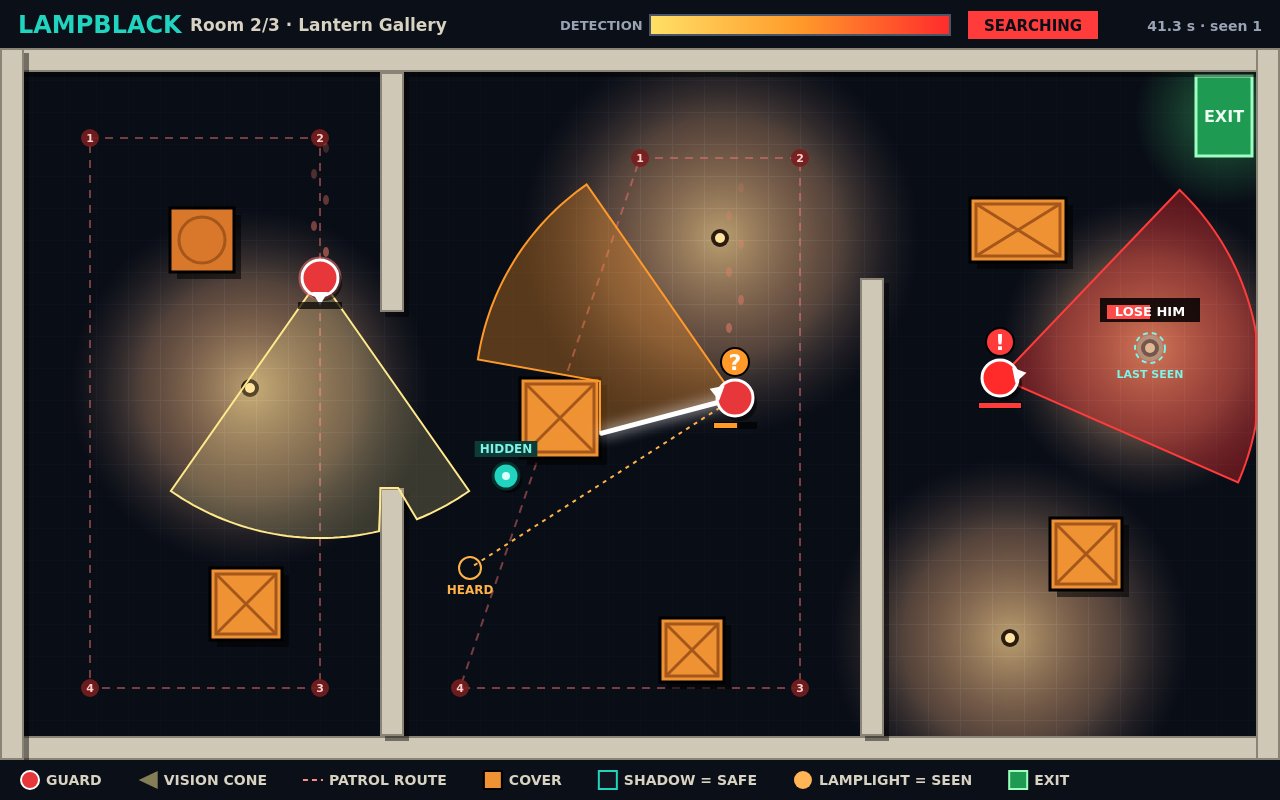 LAMPBLACK Room 2/3 · Lantern Gallery DETECTION SEARCHING 41.3 s · seen 1
EXIT
1 2
1 2
LOSE HIM
!
?
LAST SEEN
HIDDEN
HEARD
4 3
4 3
GUARD VISION CONE PATROL ROUTE COVER SHADOW = SAFE LAMPLIGHT = SEEN EXIT